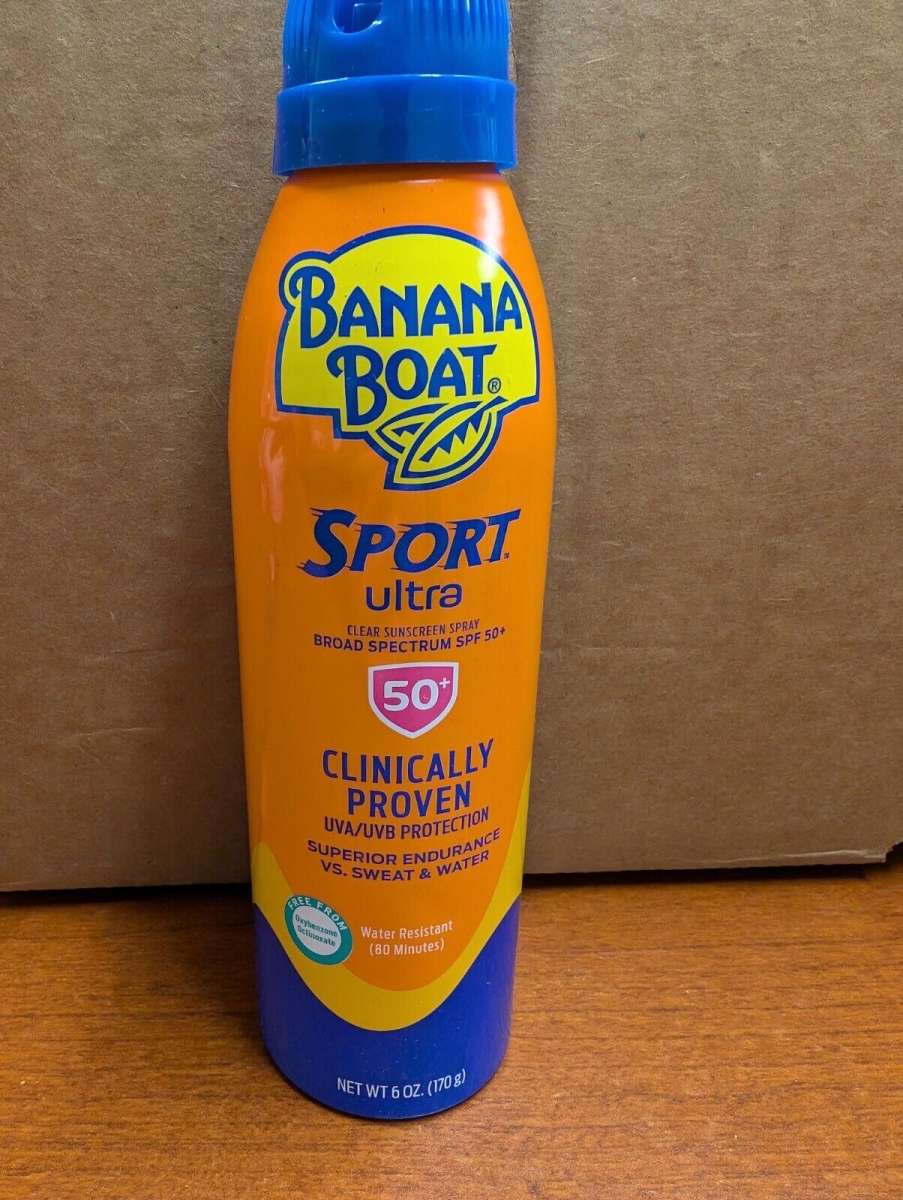 BANANA
BOAT®
SPORT™
ultra
CLEAR SUNSCREEN SPRAY
BROAD SPECTRUM SPF 50+
50+
CLINICALLY
PROVEN
UVA/UVB PROTECTION
SUPERIOR ENDURANCE
VS. SWEAT & WATER
FREE FROM
Oxybenzone
Octinoxate
Water Resistant
(80 Minutes)
NET WT 6 OZ. (170 g)